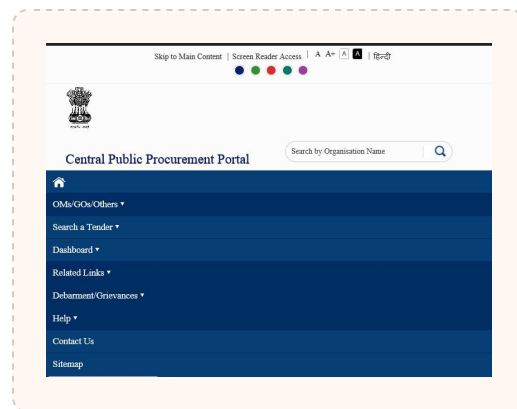 Skip to Main Content | Screen Reader Access | A A+ A A | हिन्दी
Central Public Procurement Portal
Search by Organisation Name
OMs/GOs/Others ▾
Search a Tender ▾
Dashboard ▾
Related Links ▾
Debarment/Grievances ▾
Help ▾
Contact Us
Sitemap